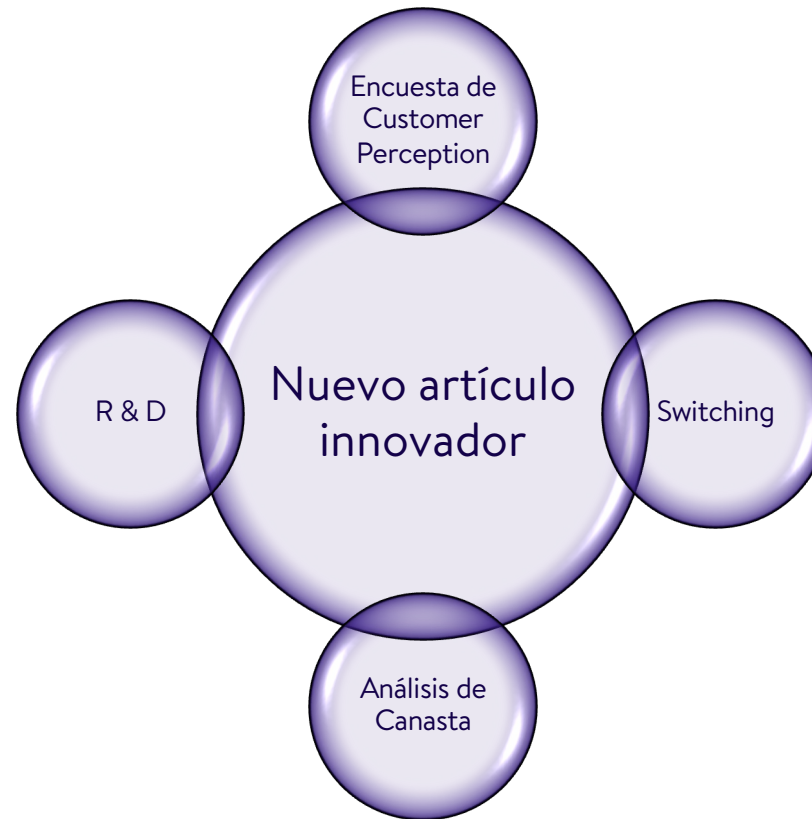 Encuesta de
Customer
Perception
R & D
Nuevo artículo
innovador
Switching
Análisis de
Canasta